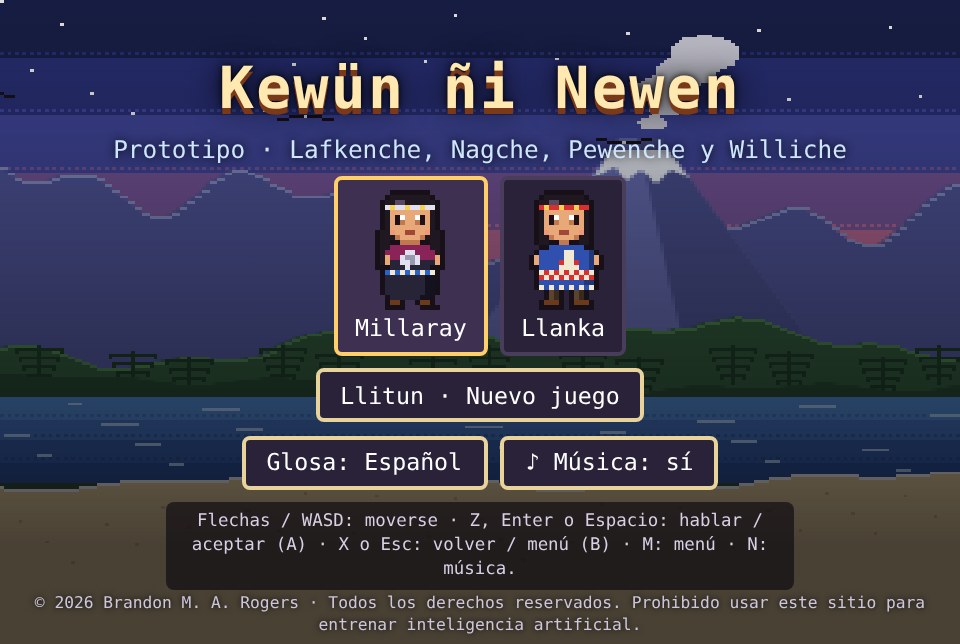 Kewün ñi Newen
Prototipo · Lafkenche, Nagche, Pewenche y Williche
Millaray
Llanka
Llitun · Nuevo juego
Glosa: Español
♪ Música: sí
Flechas / WASD: moverse · Z, Enter o Espacio: hablar /
aceptar (A) · X o Esc: volver / menú (B) · M: menú · N:
música.
© 2026 Brandon M. A. Rogers · Todos los derechos reservados. Prohibido usar este sitio para
entrenar inteligencia artificial.